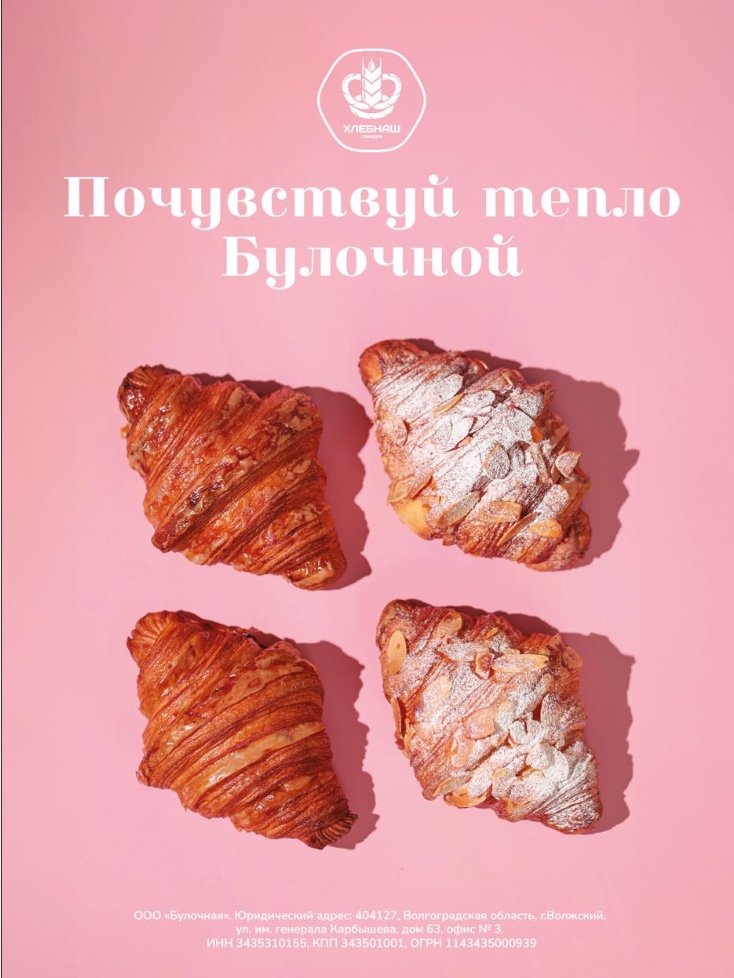 ХЛЕБНАШ
пекарня
Почувствуй тепло
Булочной
ООО «Булочная». Юридический адрес: 404127, Волгоградская область, г.Волжский,
ул. им. генерала Карбышева, дом 63, офис № 3.
ИНН 3435310155, КПП 343501001, ОГРН 1143435000939